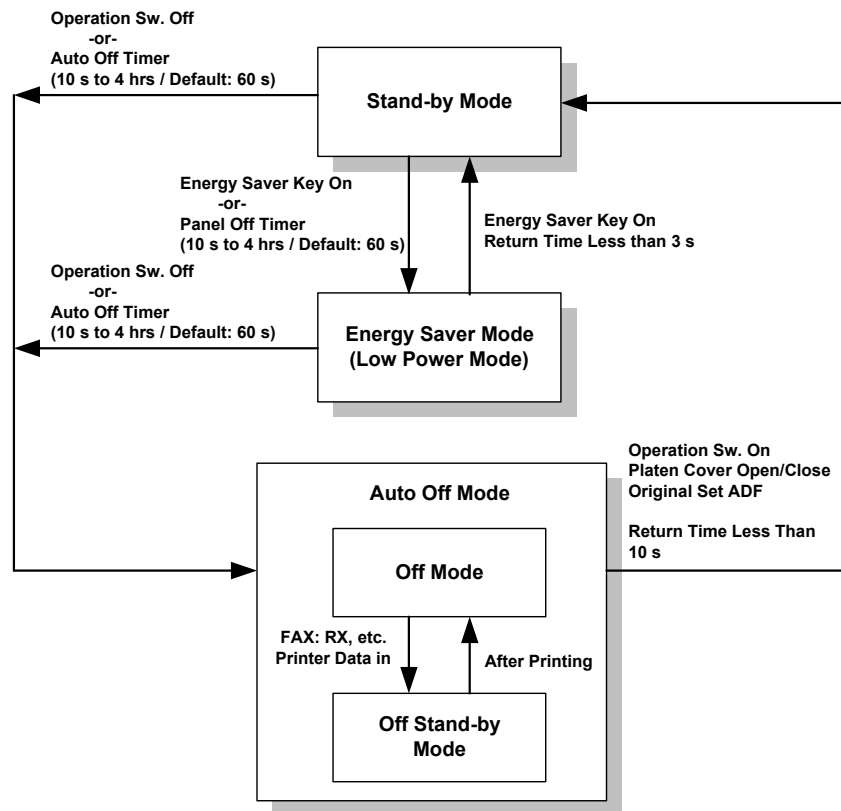 Operation Sw. Off
-or-
Auto Off Timer
(10 s to 4 hrs / Default: 60 s)
Stand-by Mode
Energy Saver Key On
-or-
Panel Off Timer
(10 s to 4 hrs / Default: 60 s)
Energy Saver Key On
Return Time Less than 3 s
Operation Sw. Off
-or-
Auto Off Timer
(10 s to 4 hrs / Default: 60 s)
Energy Saver Mode
(Low Power Mode)
Operation Sw. On
Platen Cover Open/Close
Original Set ADF
Return Time Less Than
10 s
Auto Off Mode
Off Mode
FAX: RX, etc.
Printer Data in
After Printing
Off Stand-by
Mode